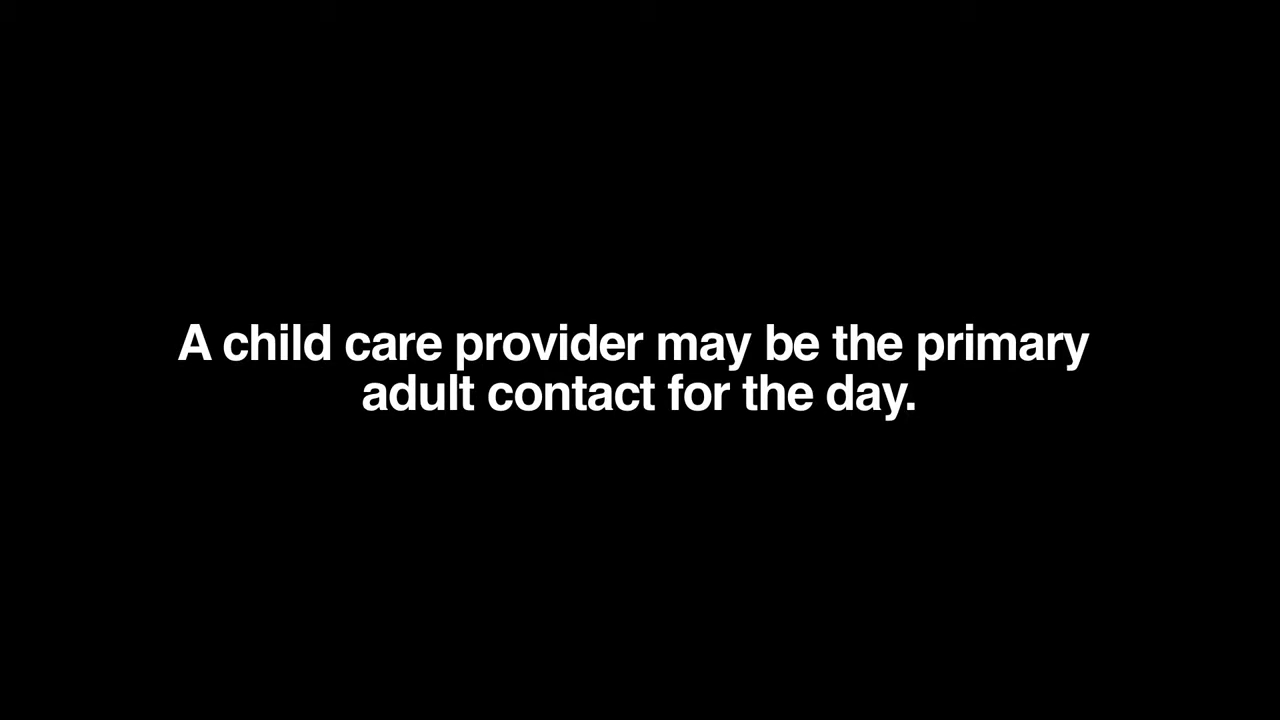 A child care provider may be the primary
adult contact for the day.